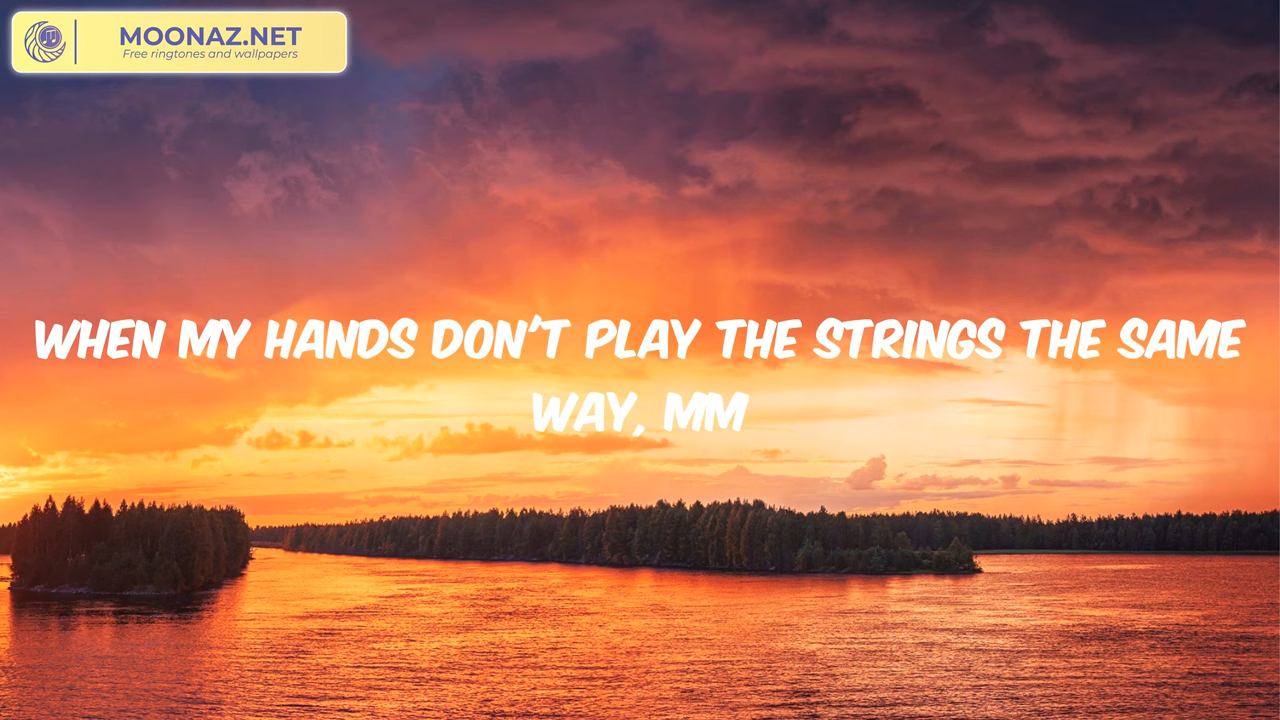 MOONAZ.NET
Free ringtones and wallpapers
WHEN MY HANDS DON'T PLAY THE STRINGS THE SAME
WAY, MM